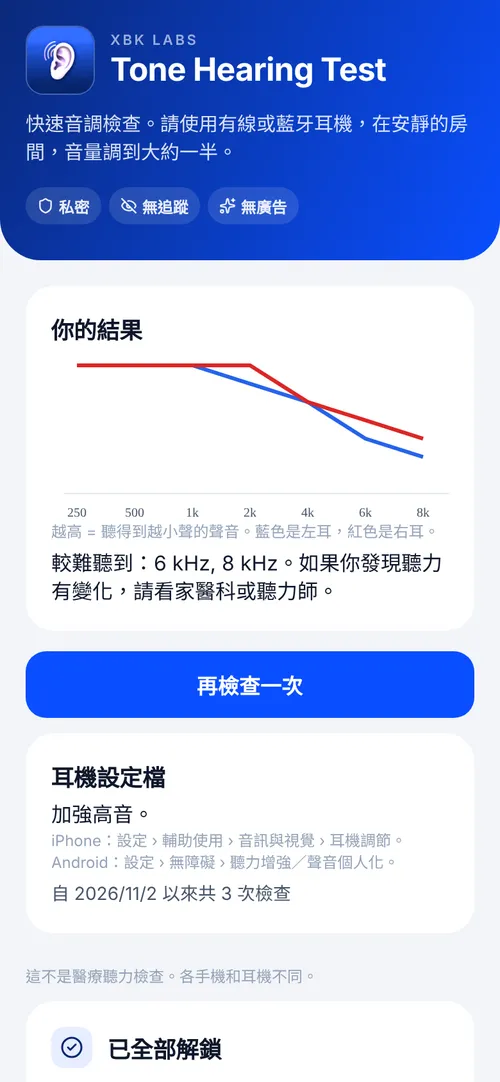 XBK LABS
Tone Hearing Test
快速音調檢查。請使用有線或藍牙耳機，在安靜的房
間，音量調到大約一半。
私密
無追蹤
無廣告
你的結果
250 500 1k 2k 4k 6k 8k
越高 = 聽得到越小聲的聲音。藍色是左耳，紅色是右耳。
較難聽到：6 kHz, 8 kHz。如果你發現聽力
有變化，請看家醫科或聽力師。
再檢查一次
耳機設定檔
加強高音。
iPhone：設定 › 輔助使用 › 音訊與視覺 › 耳機調節。
Android：設定 › 無障礙 › 聽力增強／聲音個人化。
自 2026/11/2 以來共 3 次檢查
這不是醫療聽力檢查。各手機和耳機不同。
已全部解鎖